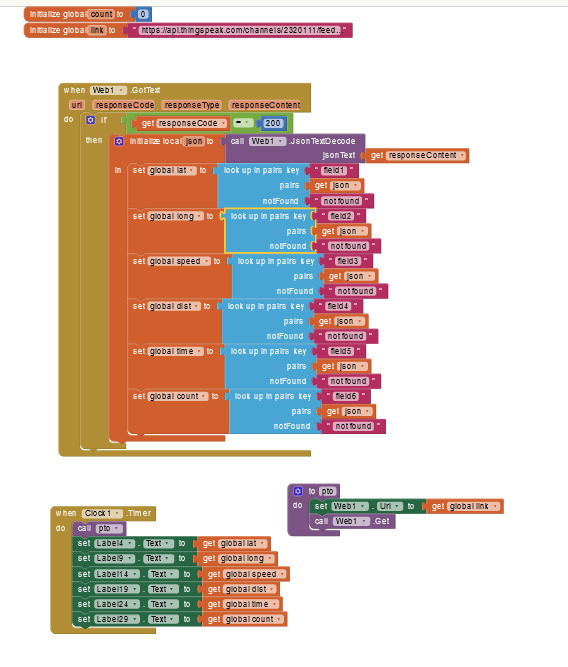 initialize global count to 0
initialize global link to " https://api.thingspeak.com/channels/2320111/feed... "
when Web1 .GotText
url responseCode responseType responseContent
do if get responseCode = 200
then initialize local json to call Web1 .JsonTextDecode
jsonText get responseContent
in set global lat to look up in pairs key " field1 "
pairs get json
notFound " not found "
set global long to look up in pairs key " field2 "
pairs get json
notFound " not found "
set global speed to look up in pairs key " field3 "
pairs get json
notFound " not found "
set global dist to look up in pairs key " field4 "
pairs get json
notFound " not found "
set global time to look up in pairs key " field5 "
pairs get json
notFound " not found "
set global count to look up in pairs key " field6 "
pairs get json
notFound " not found "
to pto
do set Web1 . Url to get global link
call Web1 .Get
when Clock1 .Timer
do call pto
set Label4 . Text to get global lat
set Label9 . Text to get global long
set Label14 . Text to get global speed
set Label19 . Text to get global dist
set Label24 . Text to get global time
set Label29 . Text to get global count